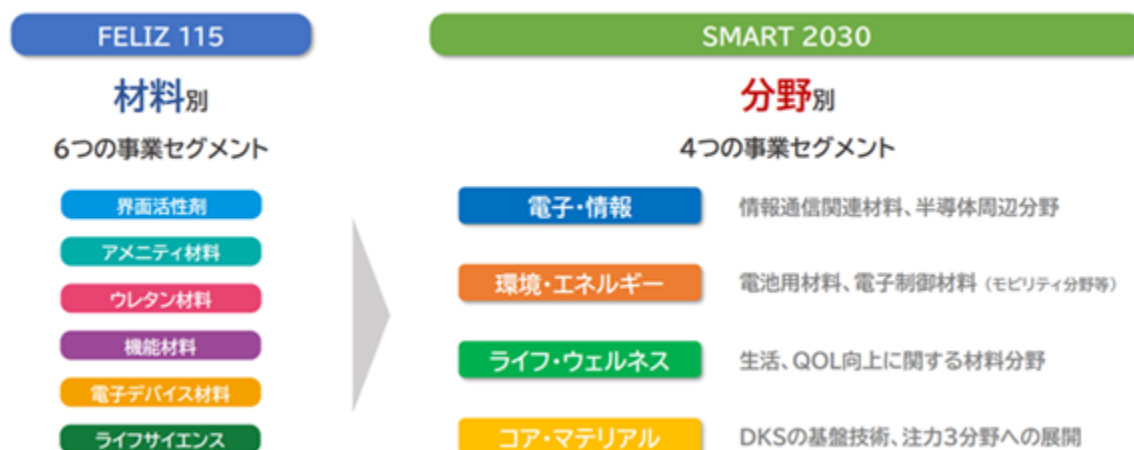 FELIZ 115
材料別
6つの事業セグメント
界面活性剤
アメニティ材料
ウレタン材料
機能材料
電子デバイス材料
ライフサイエンス
SMART 2030
分野別
4つの事業セグメント
電子・情報 情報通信関連材料、半導体周辺分野
環境・エネルギー 電池用材料、電子制御材料（モビリティ分野等）
ライフ・ウェルネス 生活、QOL向上に関する材料分野
コア・マテリアル DKSの基盤技術、注力3分野への展開